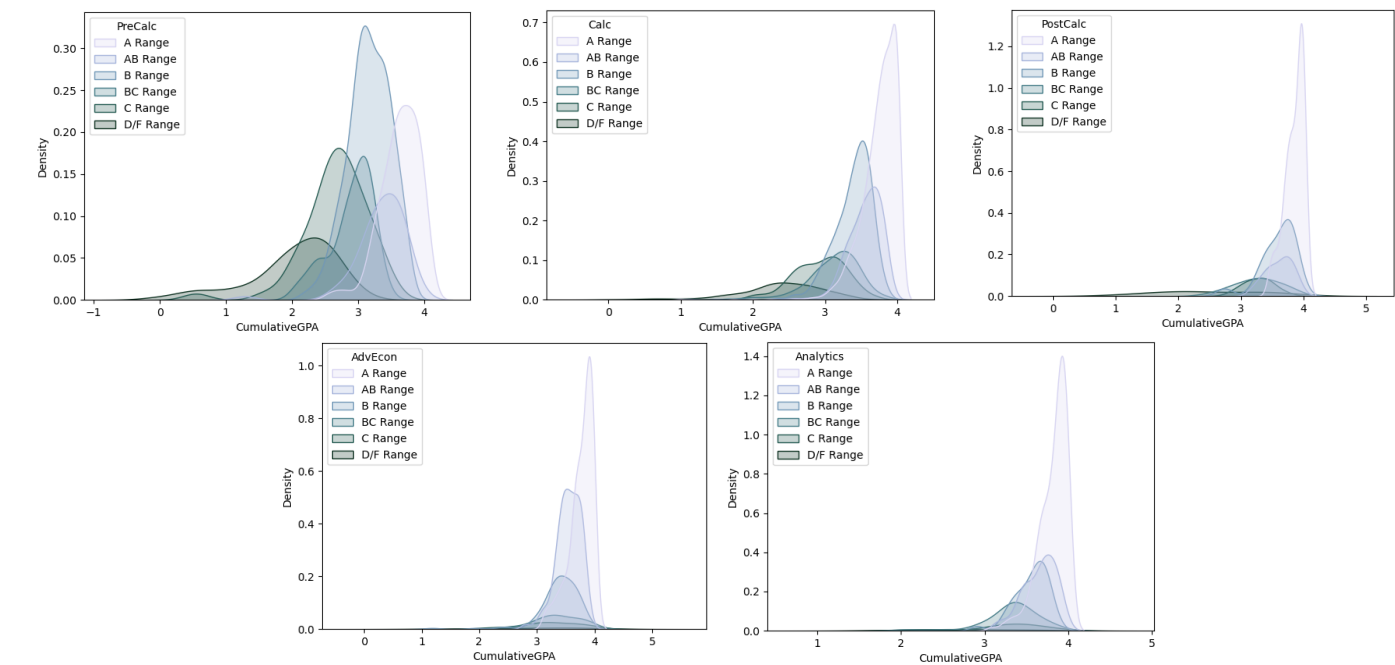 PreCalc
A Range
AB Range
B Range
BC Range
C Range
D/F Range
Density
0.30
0.25
0.20
0.15
0.10
0.05
0.00
−1 0 1 2 3 4
CumulativeGPA
Calc
A Range
AB Range
B Range
BC Range
C Range
D/F Range
Density
0.7
0.6
0.5
0.4
0.3
0.2
0.1
0.0
0 1 2 3 4
CumulativeGPA
PostCalc
A Range
AB Range
B Range
BC Range
C Range
D/F Range
Density
1.2
1.0
0.8
0.6
0.4
0.2
0.0
0 1 2 3 4 5
CumulativeGPA
AdvEcon
A Range
AB Range
B Range
BC Range
C Range
D/F Range
Density
1.0
0.8
0.6
0.4
0.2
0.0
0 1 2 3 4 5
CumulativeGPA
Analytics
A Range
AB Range
B Range
BC Range
C Range
D/F Range
Density
1.4
1.2
1.0
0.8
0.6
0.4
0.2
0.0
1 2 3 4 5
CumulativeGPA